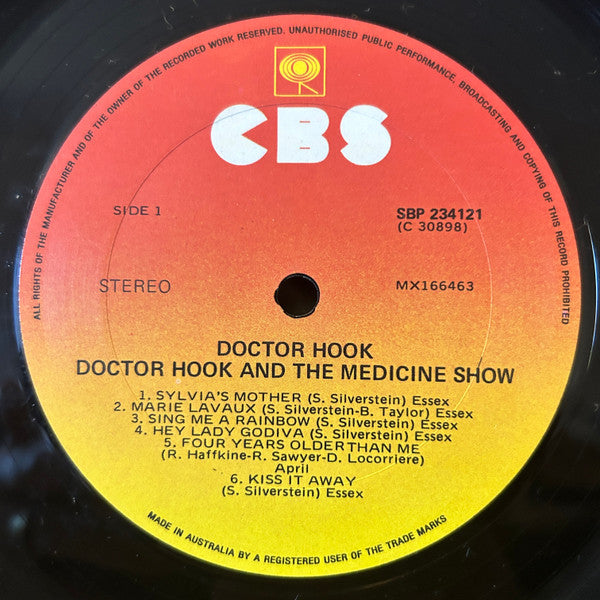 ALL RIGHTS OF THE MANUFACTURER AND OF THE OWNER OF THE RECORDED WORK RESERVED. UNAUTHORISED PUBLIC PERFORMANCE, BROADCASTING AND COPYING OF THIS RECORD PROHIBITED
CBS
SIDE 1
SBP 234121
(C 30898)
STEREO
MX166463
DOCTOR HOOK
DOCTOR HOOK AND THE MEDICINE SHOW
1. SYLVIA'S MOTHER (S. Silverstein) Essex
2. MARIE LAVAUX (S. Silverstein-B. Taylor) Essex
3. SING ME A RAINBOW (S. Silverstein) Essex
4. HEY LADY GODIVA (S. Silverstein) Essex
5. FOUR YEARS OLDER THAN ME
(R. Haffkine-R. Sawyer-D. Locorriere)
April
6. KISS IT AWAY
(S. Silverstein) Essex
MADE IN AUSTRALIA BY A REGISTERED USER OF THE TRADE MARKS